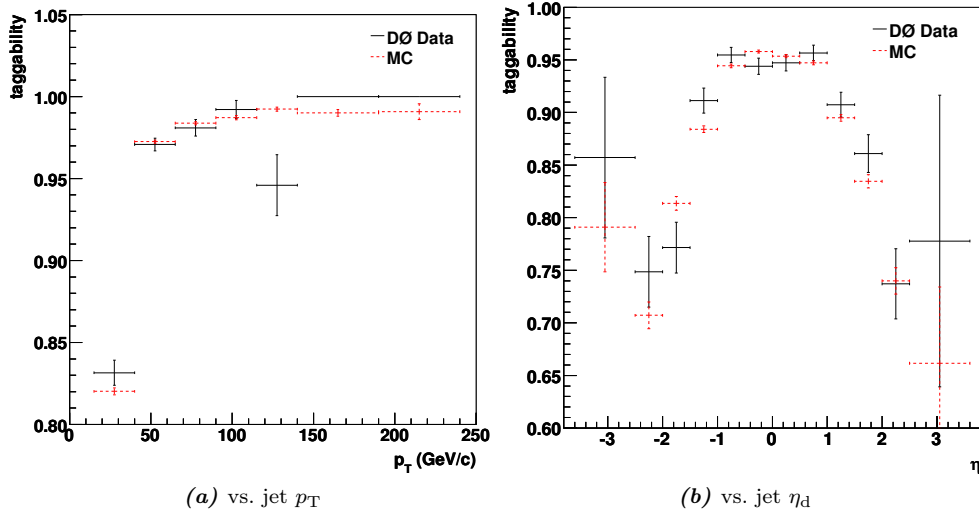 taggability
1.05
1.00
0.95
0.90
0.85
0.80
0 50 100 150 200 250
p_T (GeV/c)
DØ Data
MC
(a) vs. jet p_T
taggability
1.00
0.95
0.90
0.85
0.80
0.75
0.70
0.65
0.60
-3 -2 -1 0 1 2 3
η
DØ Data
MC
(b) vs. jet η_d